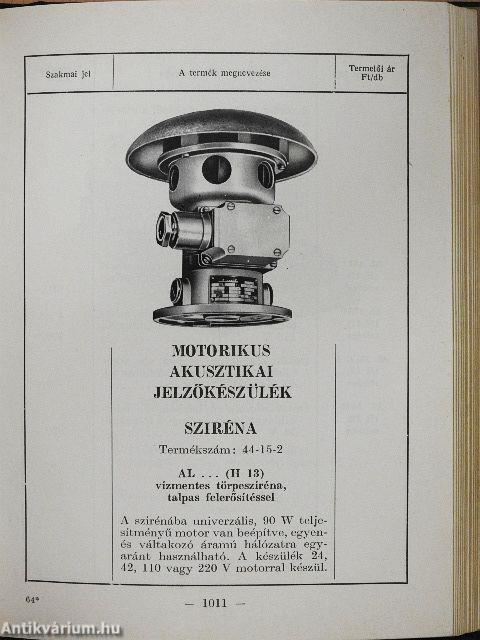 Szakmai jel
A termék megnevezése
Termelői ár
Ft/db
MOTORIKUS
AKUSZTIKAI
JELZŐKÉSZÜLÉK
SZIRÉNA
Termékszám: 44-15-2
AL ... (H 13)
vízmentes törpesziréna,
talpas felerősítéssel
A szirénába univerzális, 90 W telje-
sítményű motor van beépítve, egyen-
és váltakozó áramú hálózatra egy-
aránt használható. A készülék 24,
42, 110 vagy 220 V motorral készül.
64*
— 1011 —
Antikvárium.hu